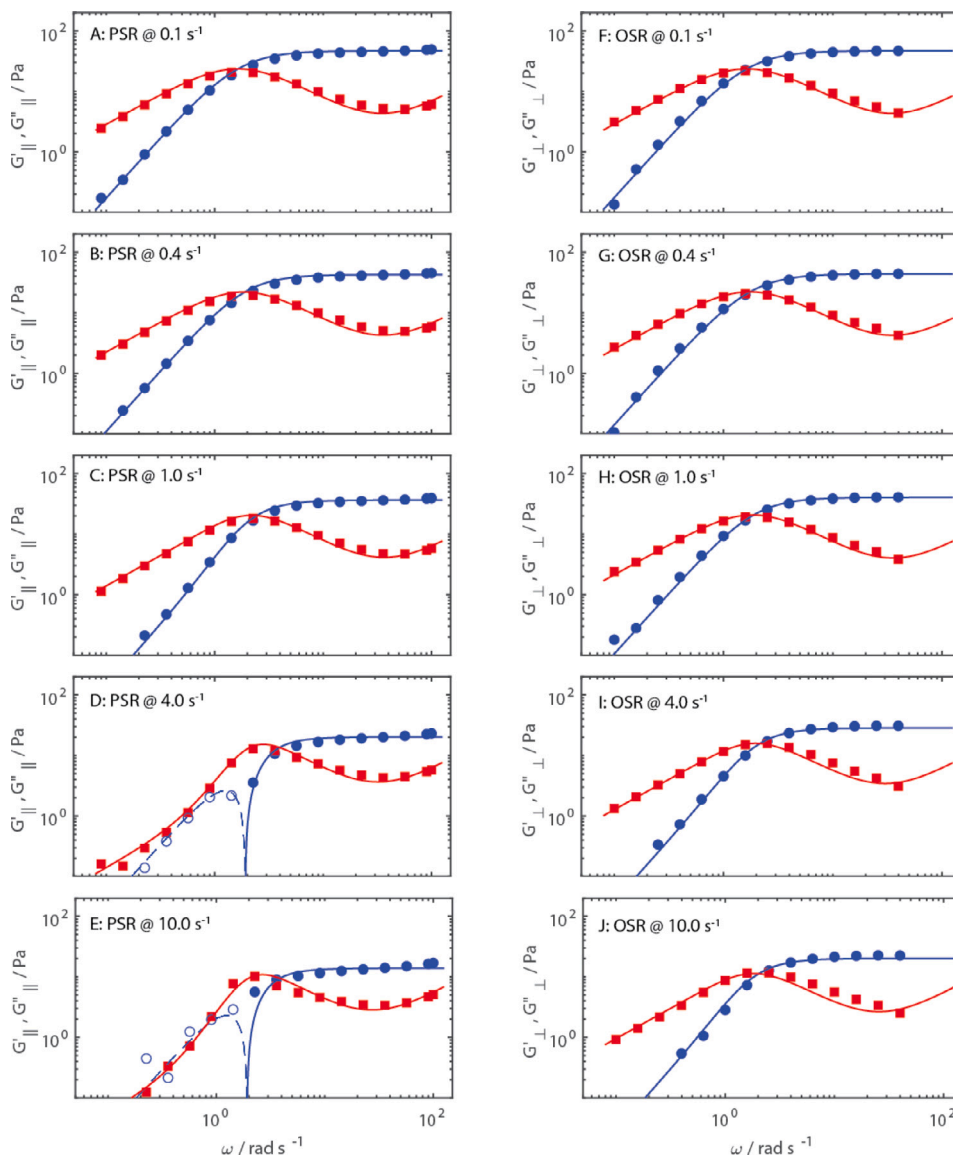 A: PSR @ 0.1 s⁻¹
G'∥ , G"∥ / Pa
10²
10⁰
F: OSR @ 0.1 s⁻¹
G'⊥ , G"⊥ / Pa
10²
10⁰
B: PSR @ 0.4 s⁻¹
G'∥ , G"∥ / Pa
10²
10⁰
G: OSR @ 0.4 s⁻¹
G'⊥ , G"⊥ / Pa
10²
10⁰
C: PSR @ 1.0 s⁻¹
G'∥ , G"∥ / Pa
10²
10⁰
H: OSR @ 1.0 s⁻¹
G'⊥ , G"⊥ / Pa
10²
10⁰
D: PSR @ 4.0 s⁻¹
G'∥ , G"∥ / Pa
10²
10⁰
I: OSR @ 4.0 s⁻¹
G'⊥ , G"⊥ / Pa
10²
10⁰
E: PSR @ 10.0 s⁻¹
G'∥ , G"∥ / Pa
10²
10⁰
J: OSR @ 10.0 s⁻¹
G'⊥ , G"⊥ / Pa
10²
10⁰
10⁰ 10²
ω / rad s⁻¹
10⁰ 10²
ω / rad s⁻¹